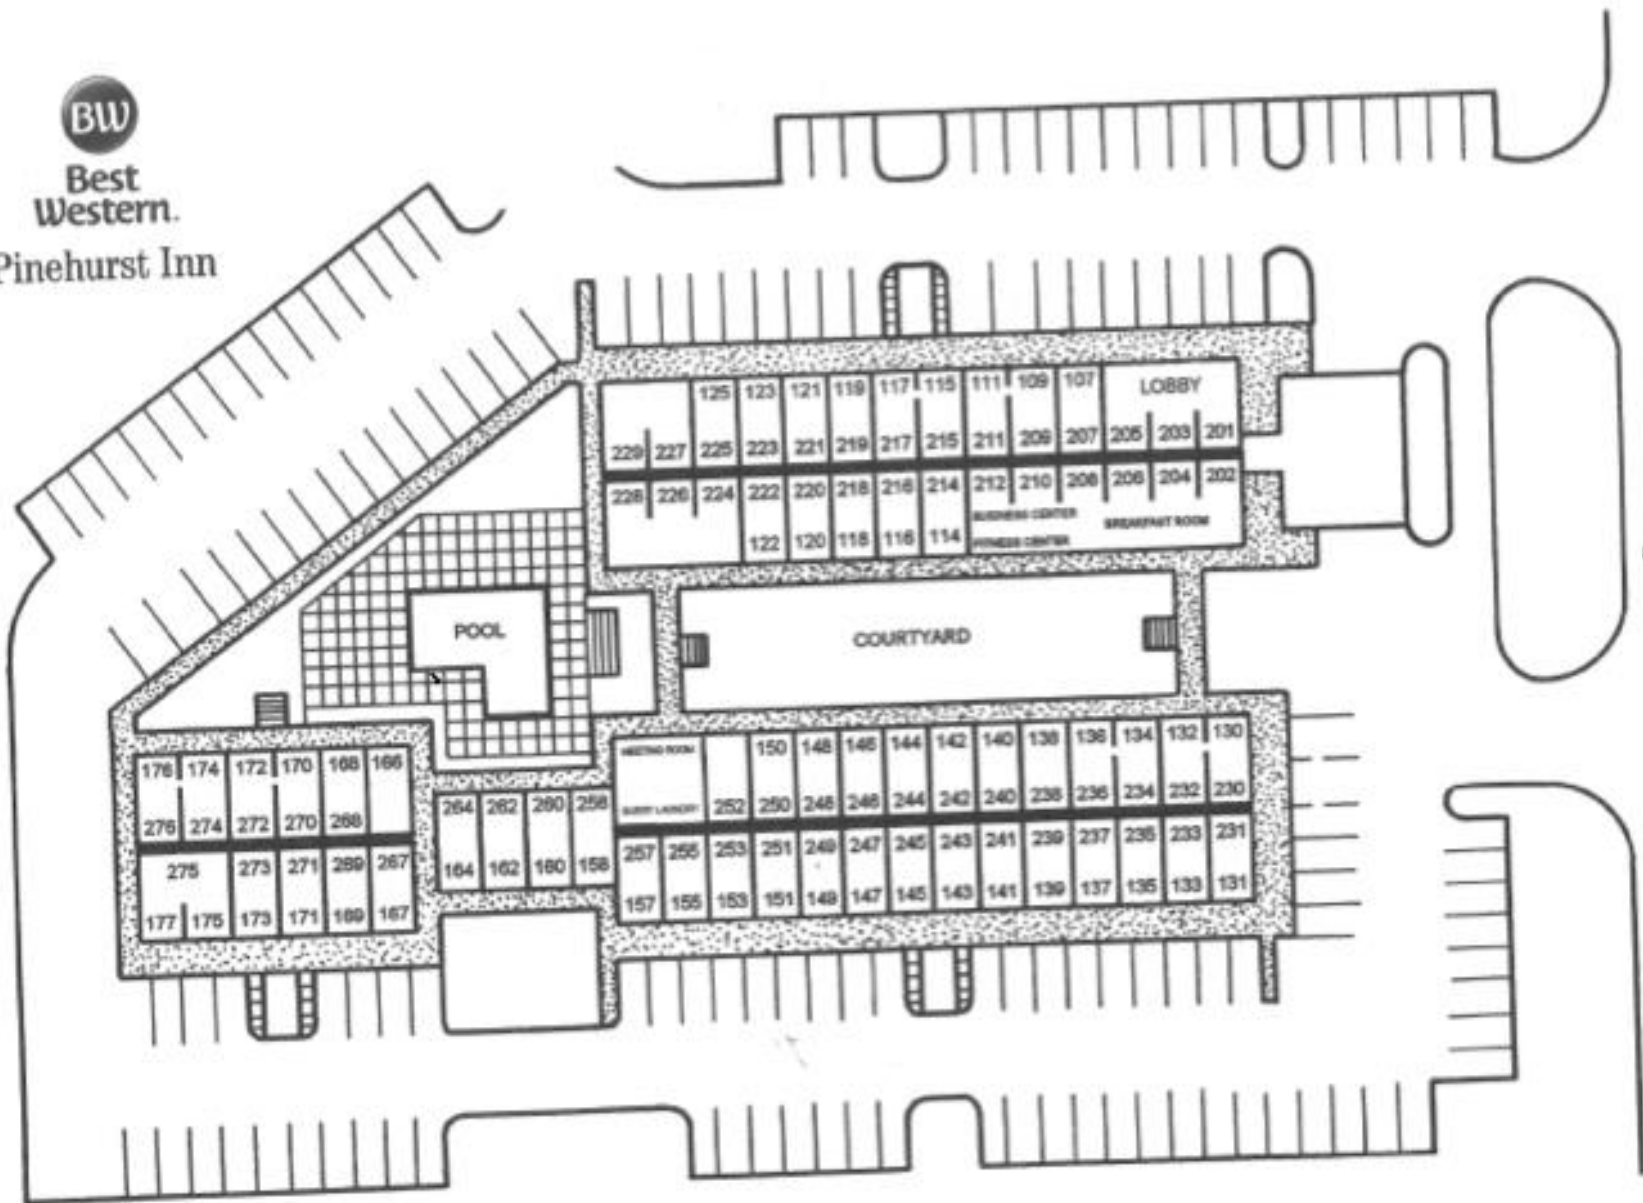 BW
Best
Western.
Pinehurst Inn
125 123 121 119 117 115 111 109 107 LOBBY
229 227 225 223 221 219 217 215 211 209 207 205 203 201
228 226 224 222 220 218 216 214 212 210 208 206 204 202
BUSINESS CENTER BREAKFAST ROOM
122 120 118 116 114 FITNESS CENTER
POOL
COURTYARD
MEETING ROOM 150 148 146 144 142 140 138 136 134 132 130
GUEST LAUNDRY 252 250 248 246 244 242 240 238 236 234 232 230
257 255 253 251 249 247 245 243 241 239 237 235 233 231
157 155 153 151 149 147 145 143 141 139 137 135 133 131
176 174 172 170 168 166
276 274 272 270 268
275 273 271 269 267
177 175 173 171 169 167
264 262 260 258
164 162 160 158